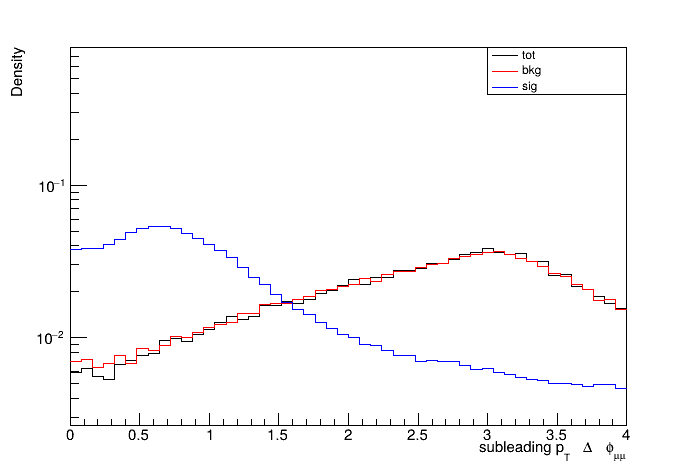 Density
tot
bkg
sig
10⁻¹
10⁻²
0 0.5 1 1.5 2 2.5 3 3.5 4
subleading p_T Δ ϕ_μμ